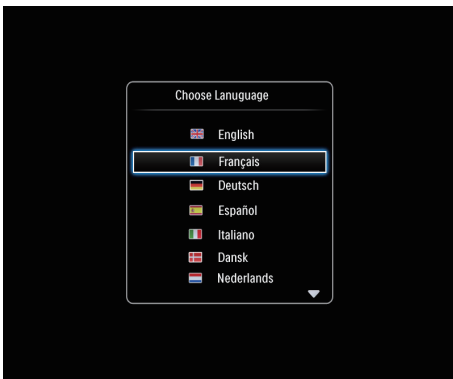 Choose Lanuguage
English
Français
Deutsch
Español
Italiano
Dansk
Nederlands